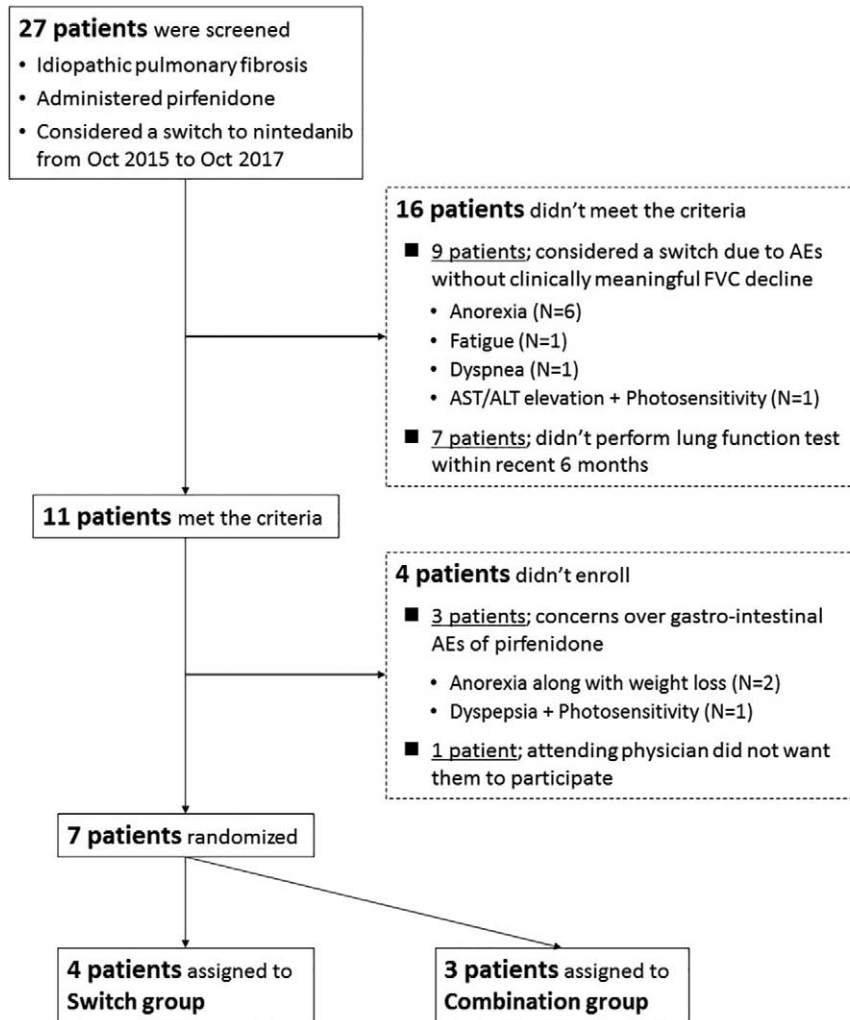 27 patients were screened
• Idiopathic pulmonary fibrosis
• Administered pirfenidone
• Considered a switch to nintedanib
from Oct 2015 to Oct 2017
16 patients didn't meet the criteria
■ 9 patients; considered a switch due to AEs
without clinically meaningful FVC decline
• Anorexia (N=6)
• Fatigue (N=1)
• Dyspnea (N=1)
• AST/ALT elevation + Photosensitivity (N=1)
■ 7 patients; didn't perform lung function test
within recent 6 months
11 patients met the criteria
4 patients didn't enroll
■ 3 patients; concerns over gastro-intestinal
AEs of pirfenidone
• Anorexia along with weight loss (N=2)
• Dyspepsia + Photosensitivity (N=1)
■ 1 patient; attending physician did not want
them to participate
7 patients randomized
4 patients assigned to
Switch group
3 patients assigned to
Combination group